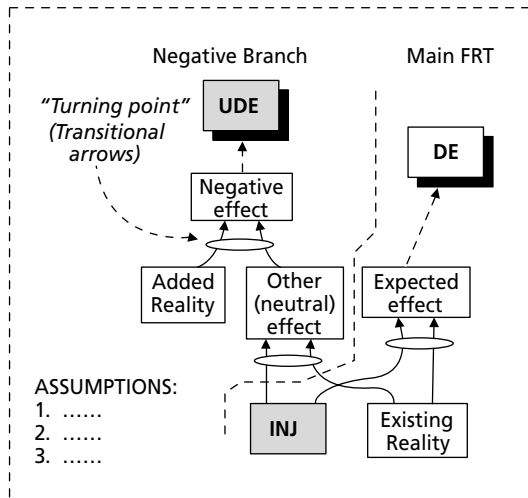 Negative Branch
Main FRT
"Turning point"
(Transitional
arrows)
UDE
DE
Negative
effect
Added
Reality
Other
(neutral)
effect
Expected
effect
ASSUMPTIONS:
1. ......
2. ......
3. ......
INJ
Existing
Reality